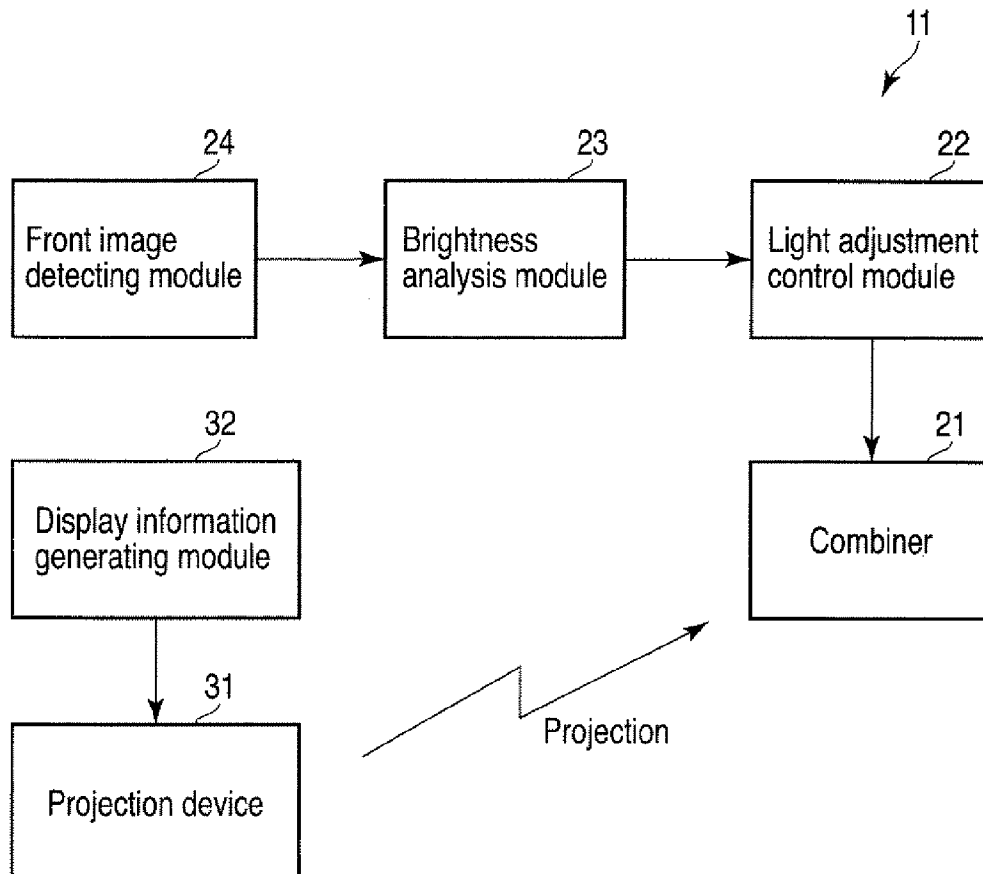 11
24
23
22
Front image
detecting module
Brightness
analysis module
Light adjustment
control module
32
21
Display information
generating module
Combiner
31
Projection
Projection device